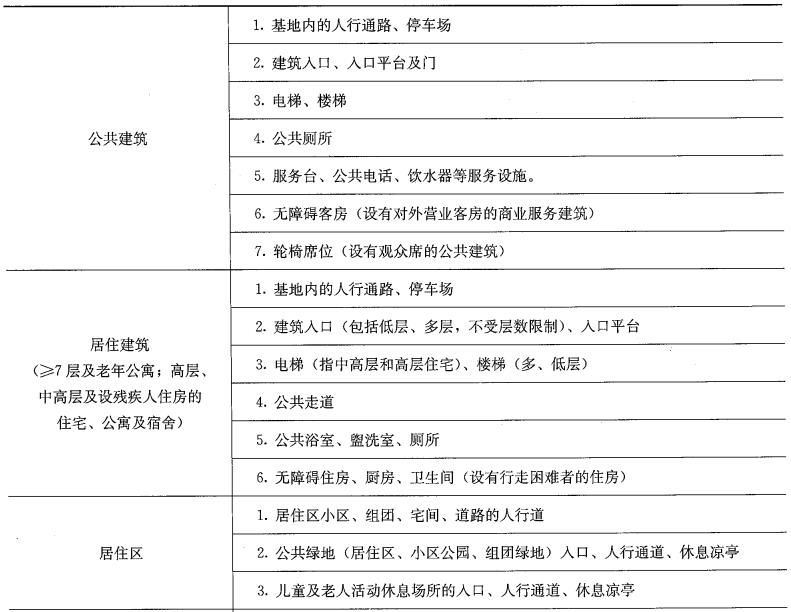 公共建筑
1. 基地内的人行通路、停车场
2. 建筑入口、入口平台及门
3. 电梯、楼梯
4. 公共厕所
5. 服务台、公共电话、饮水器等服务设施。
6. 无障碍客房（设有对外营业客房的商业服务建筑）
7. 轮椅席位（设有观众席的公共建筑）
居住建筑
（≥7 层及老年公寓；高层、
中高层及设残疾人住房的
住宅、公寓及宿舍）
1. 基地内的人行通路、停车场
2. 建筑入口（包括低层、多层，不受层数限制）、入口平台
3. 电梯（指中高层和高层住宅）、楼梯（多、低层）
4. 公共走道
5. 公共浴室、盥洗室、厕所
6. 无障碍住房、厨房、卫生间（设有行走困难者的住房）
居住区
1. 居住区小区、组团、宅间、道路的人行道
2. 公共绿地（居住区、小区公园、组团绿地）入口、人行通道、休息凉亭
3. 儿童及老人活动休息场所的入口、人行通道、休息凉亭